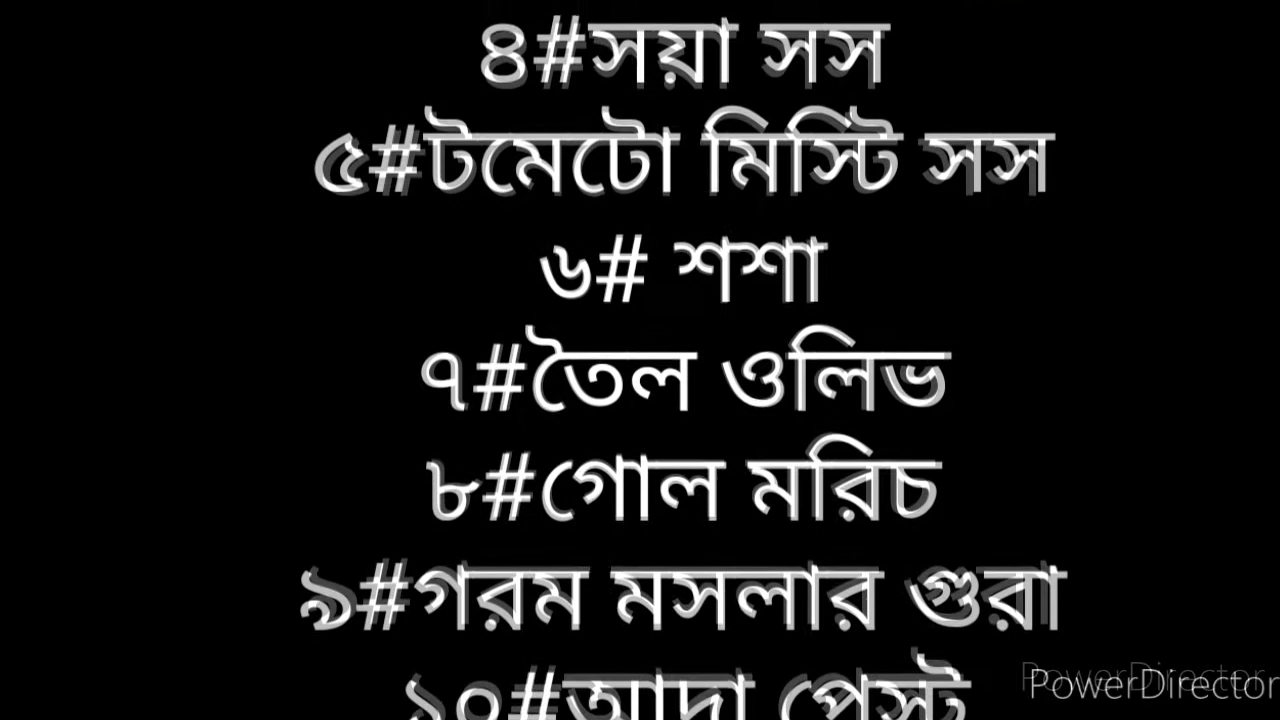 ৪#সয়া সস
৫#টমেটো মিস্টি সস
৬# শশা
৭#তৈল ওলিভ
৮#গোল মরিচ
৯#গরম মসলার গুরা
১০#আদা পেস্ট
PowerDirector